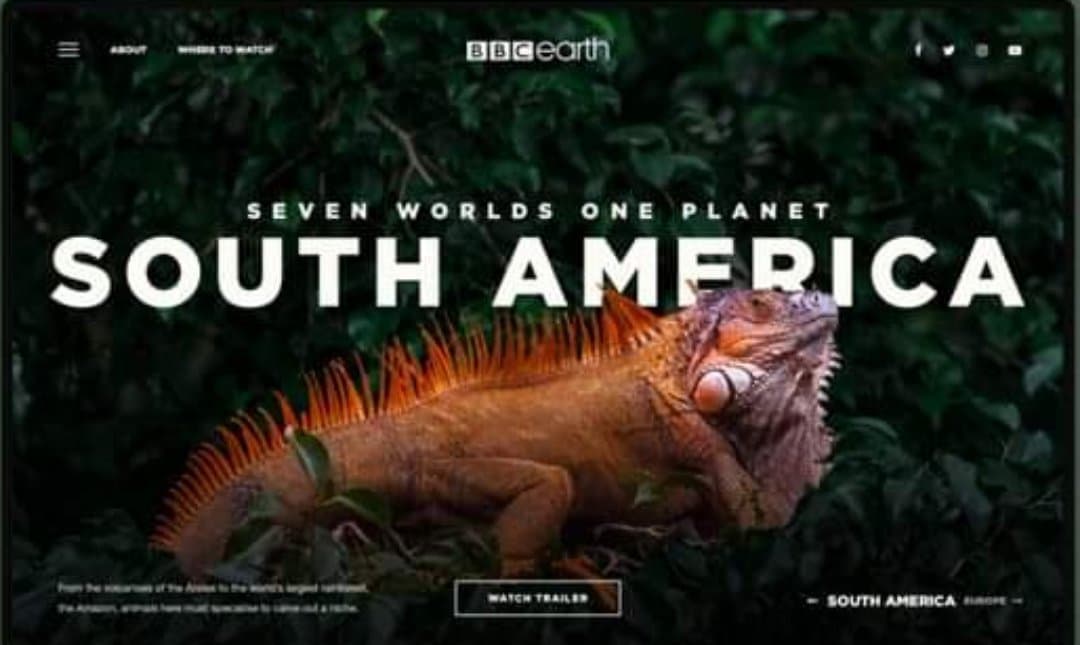 ABOUT
WHERE TO WATCH
BBC earth
SEVEN WORLDS ONE PLANET
SOUTH AMERICA
From the volcanoes of the Andes to the world's largest rainforest,
the Amazon, animals here must specialise to carve out a niche.
WATCH TRAILER
SOUTH AMERICA EUROPE